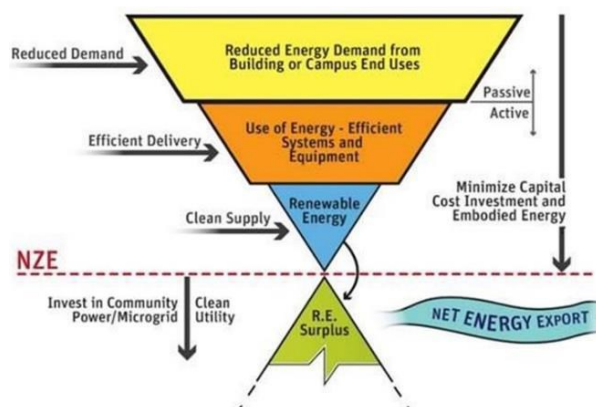 Reduced Demand
Reduced Energy Demand from
Building or Campus End Uses
Passive
Active
Efficient Delivery
Use of Energy - Efficient
Systems and
Equipment
Minimize Capital
Cost Investment and
Embodied Energy
Clean Supply
Renewable
Energy
NZE
Invest in Community
Power/Microgrid
Clean
Utility
R.E.
Surplus
NET ENERGY EXPORT